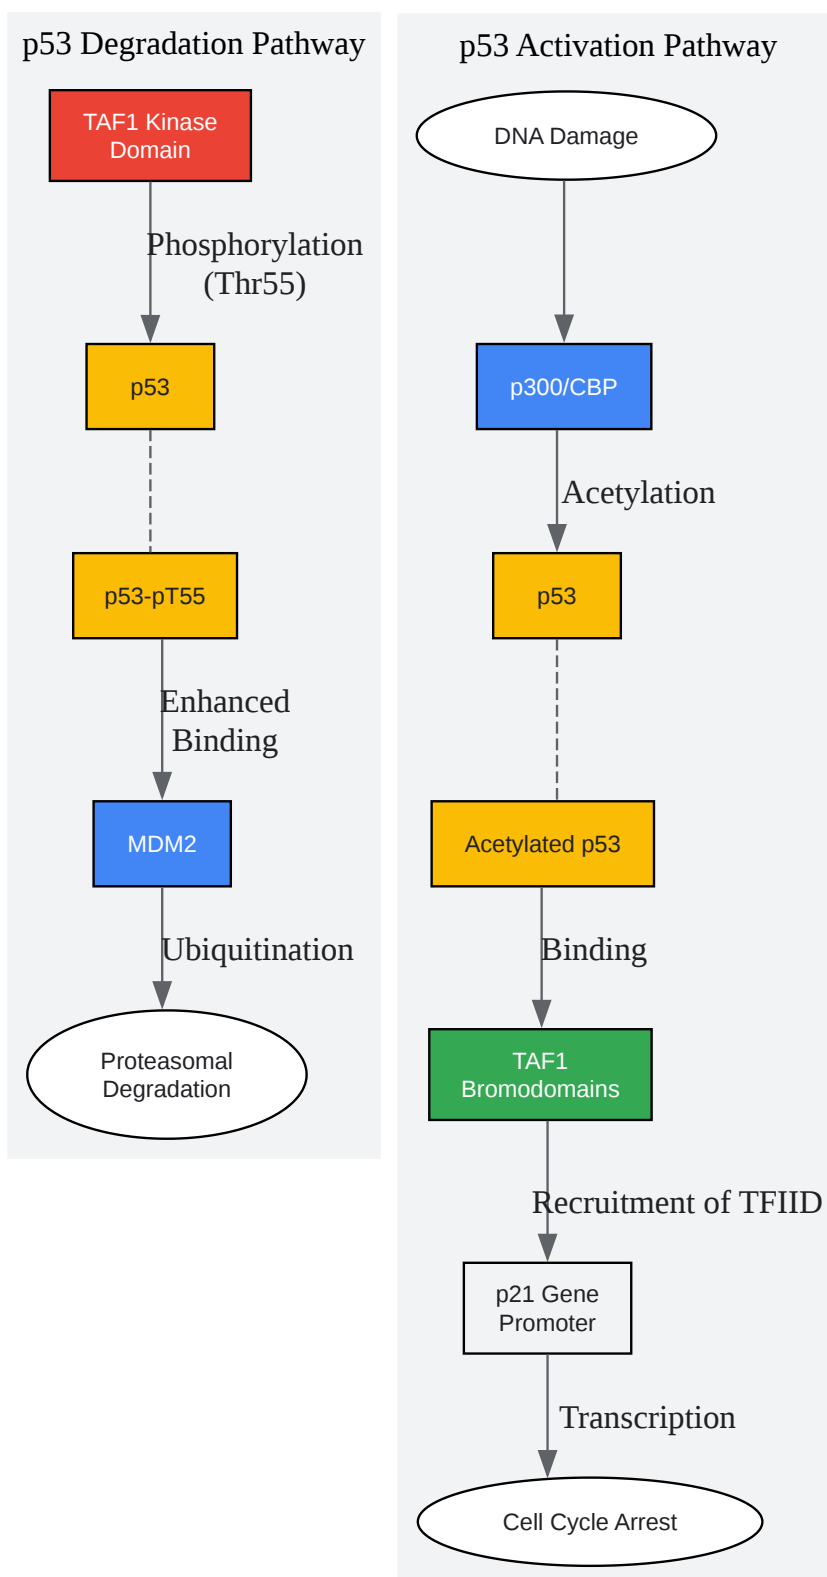 p53 Degradation Pathway
TAF1 Kinase
Domain
Phosphorylation
(Thr55)
p53
p53-pT55
Enhanced
Binding
MDM2
Ubiquitination
Proteasomal
Degradation
p53 Activation Pathway
DNA Damage
p300/CBP
Acetylation
p53
Acetylated p53
Binding
TAF1
Bromodomains
Recruitment of TFIID
p21 Gene
Promoter
Transcription
Cell Cycle Arrest